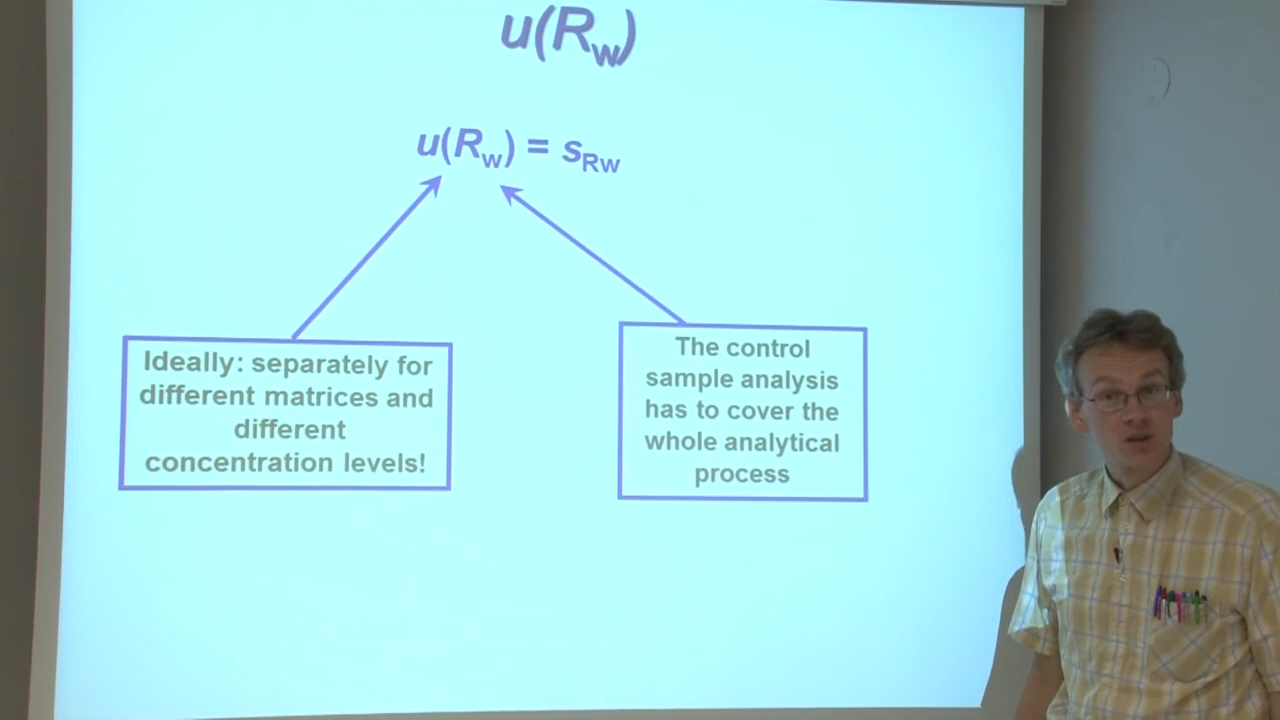 u(Rw)
u(Rw) = sRw
Ideally: separately for
different matrices and
different
concentration levels!
The control
sample analysis
has to cover the
whole analytical
process